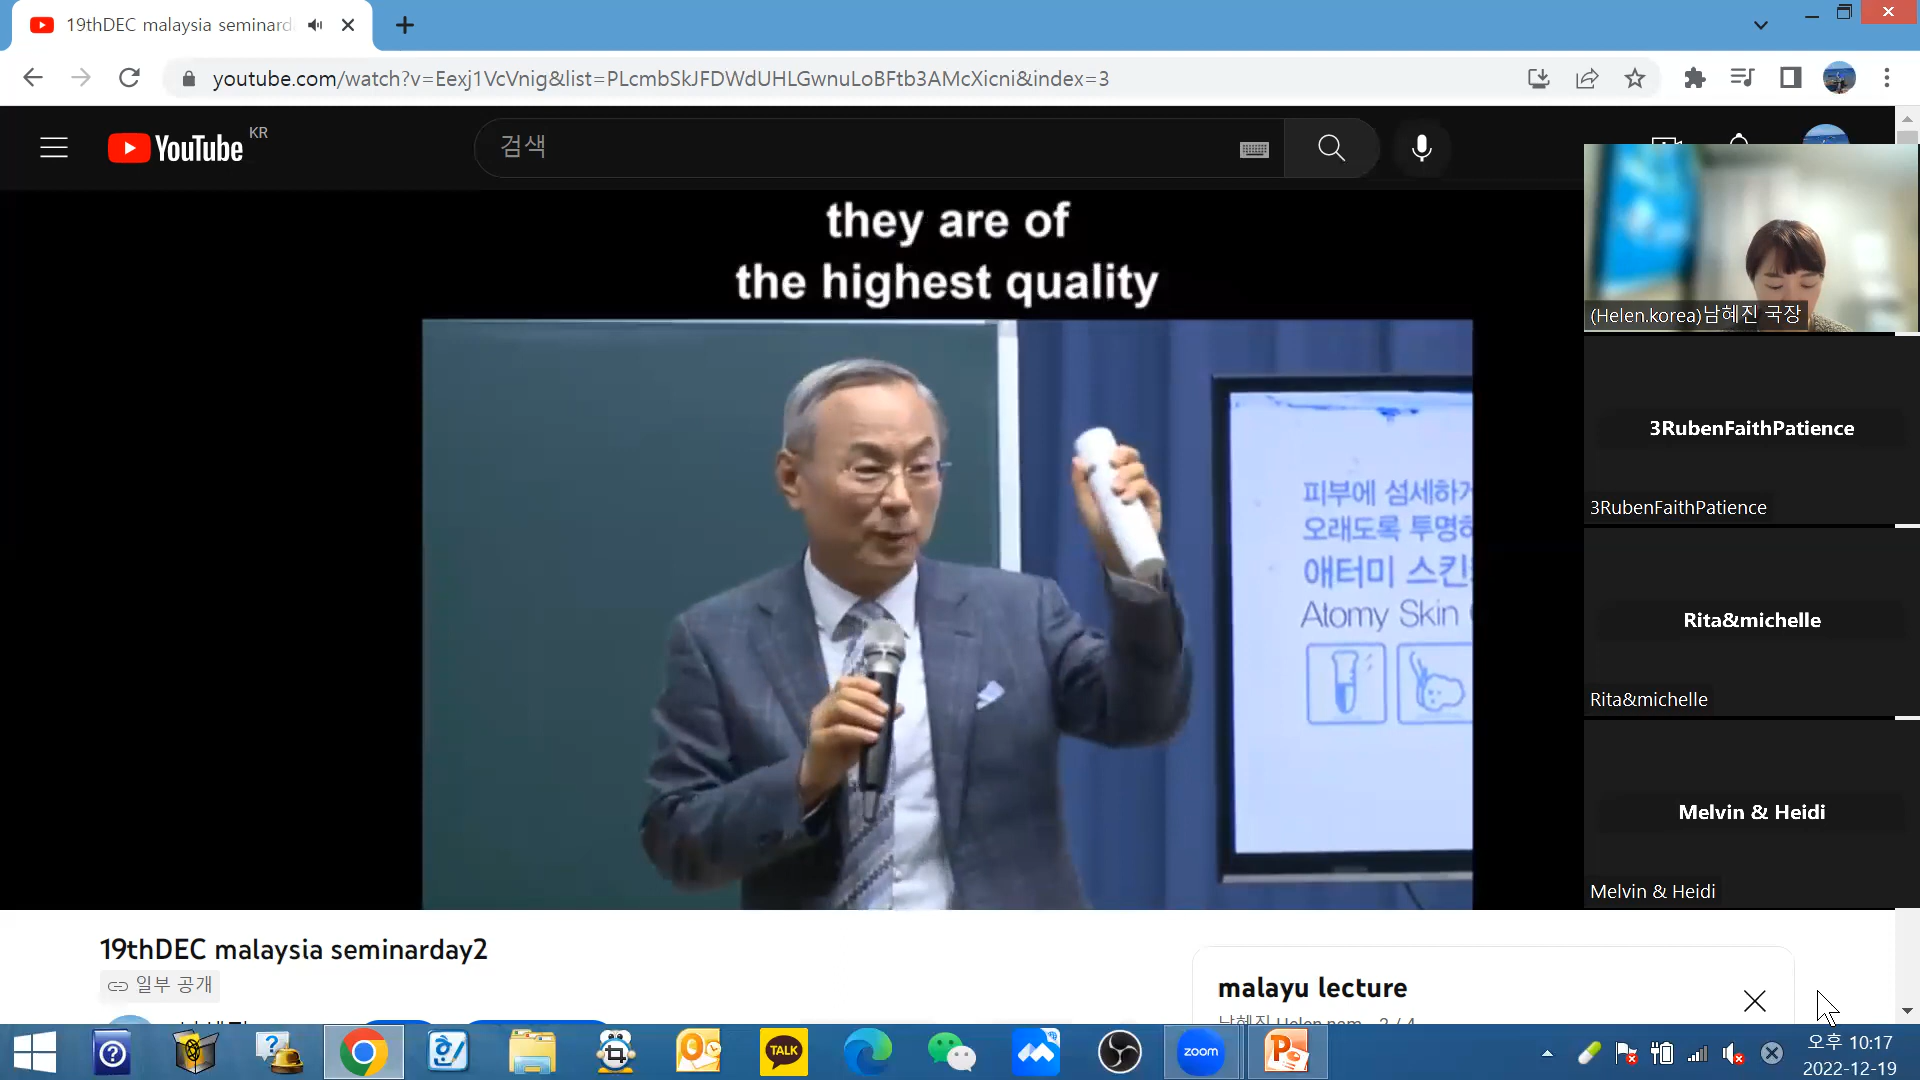 19thDEC malaysia seminard
youtube.com/watch?v=Eexj1VcVnig&list=PLcmbSkJFDWdUHLGwnuLoBFtb3AMcXicni&index=3
YouTube KR
검색
they are of
the highest quality
피부에 섬세하게
오래도록 투명하
애터미 스킨
Atomy Skin
(Helen.korea)남혜진 국장
3RubenFaithPatience
3RubenFaithPatience
Rita&michelle
Rita&michelle
Melvin & Heidi
Melvin & Heidi
19thDEC malaysia seminarday2
일부 공개
malayu lecture
TALK
zoom
오후 10:17
2022-12-19